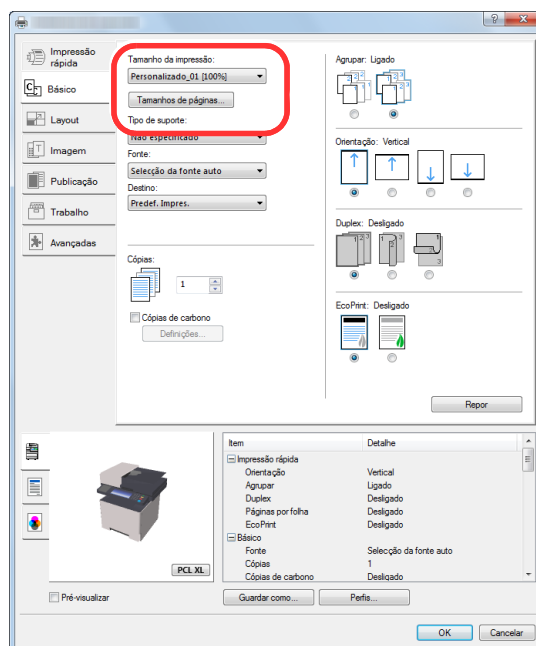 Impressão
rápida
Básico
Layout
Imagem
Publicação
Trabalho
Avançadas
Tamanho da impressão:
Personalizado_01 [100%]
Tamanhos de páginas...
Tipo de suporte:
Não especificado
Fonte:
Selecção da fonte auto
Destino:
Predef. Impres.
Cópias:
1
Cópias de carbono
Definições...
Agrupar: Ligado
Orientação: Vertical
Duplex: Desligado
EcoPrint: Desligado
Repor
Item Detalhe
Impressão rápida
Orientação Vertical
Agrupar Ligado
Duplex Desligado
Páginas por folha Desligado
EcoPrint Desligado
Básico
Fonte Selecção da fonte auto
Cópias 1
Cópias de carbono Desligado
PCL XL
Pré-visualizar
Guardar como... Perfis...
OK Cancelar